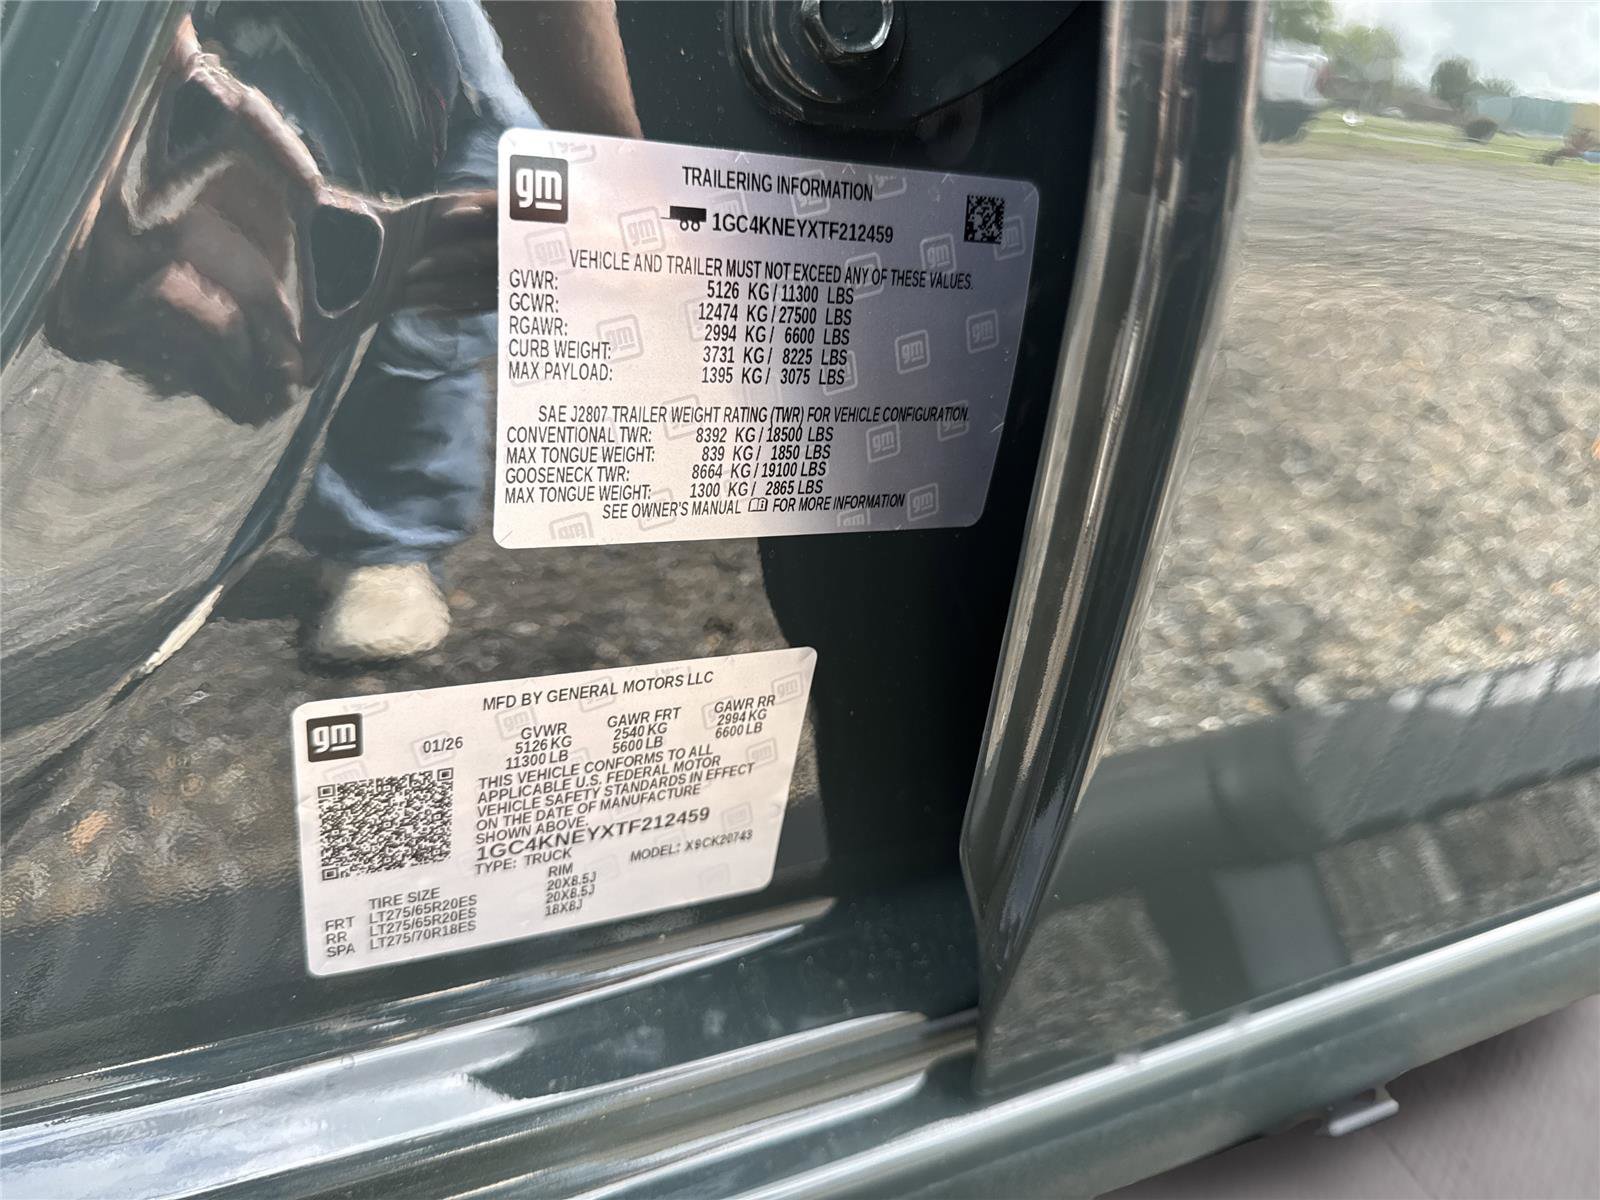 gm
TRAILERING INFORMATION
1GC4KNEYXTF212459
VEHICLE AND TRAILER MUST NOT EXCEED ANY OF THESE VALUES.
GVWR: 5126 KG/11300 LBS
GCWR: 12474 KG/27500 LBS
RGAWR: 2994 KG/ 6600 LBS
CURB WEIGHT: 3731 KG/ 8225 LBS
MAX PAYLOAD: 1395 KG/ 3075 LBS
SAE J2807 TRAILER WEIGHT RATING (TWR) FOR VEHICLE CONFIGURATION.
CONVENTIONAL TWR: 8392 KG/18500 LBS
MAX TONGUE WEIGHT: 839 KG/ 1850 LBS
GOOSENECK TWR: 8664 KG/19100 LBS
MAX TONGUE WEIGHT: 1300 KG/ 2865 LBS
SEE OWNER'S MANUAL FOR MORE INFORMATION
gm
MFD BY GENERAL MOTORS LLC
01/26
GVWR GAWR FRT GAWR RR
5126 KG 2540 KG 2994 KG
11300 LB 5600 LB 6600 LB
THIS VEHICLE CONFORMS TO ALL
APPLICABLE U.S. FEDERAL MOTOR
VEHICLE SAFETY STANDARDS IN EFFECT
ON THE DATE OF MANUFACTURE
SHOWN ABOVE.
1GC4KNEYXTF212459
TYPE: TRUCK MODEL: X9CK20743
TIRE SIZE RIM
FRT LT275/65R20ES 20X8.5J
RR LT275/65R20ES 20X8.5J
SPA LT275/70R18ES 18X8J